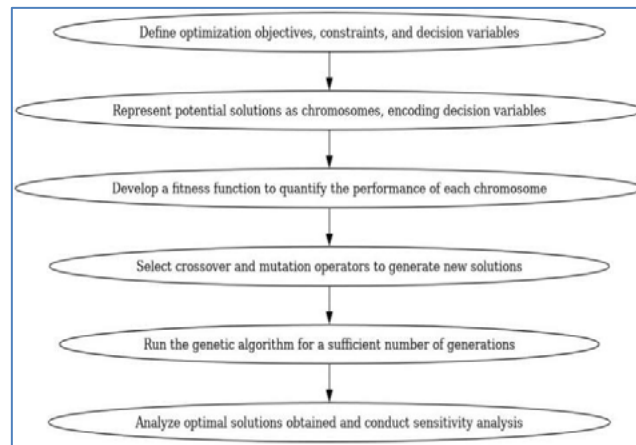 Define optimization objectives, constraints, and decision variables
Represent potential solutions as chromosomes, encoding decision variables
Develop a fitness function to quantify the performance of each chromosome
Select crossover and mutation operators to generate new solutions
Run the genetic algorithm for a sufficient number of generations
Analyze optimal solutions obtained and conduct sensitivity analysis